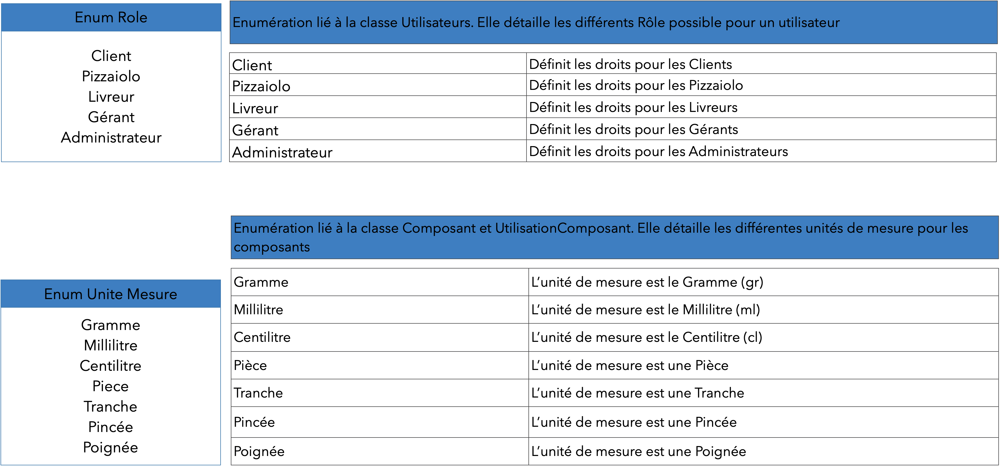 Enum Role
Client
Pizzaiolo
Livreur
Gérant
Administrateur
Enumération lié à la classe Utilisateurs. Elle détaille les différents Rôle possible pour un utilisateur
Client Définit les droits pour les Clients
Pizzaiolo Définit les droits pour les Pizzaiolo
Livreur Définit les droits pour les Livreurs
Gérant Définit les droits pour les Gérants
Administrateur Définit les droits pour les Administrateurs
Enum Unite Mesure
Gramme
Millilitre
Centilitre
Piece
Tranche
Pincée
Poignée
Enumération lié à la classe Composant et UtilisationComposant. Elle détaille les différentes unités de mesure pour les
composants
Gramme L’unité de mesure est le Gramme (gr)
Millilitre L’unité de mesure est le Millilitre (ml)
Centilitre L’unité de mesure est le Centilitre (cl)
Pièce L’unité de mesure est une Pièce
Tranche L’unité de mesure est une Tranche
Pincée L’unité de mesure est une Pincée
Poignée L’unité de mesure est une Poignée